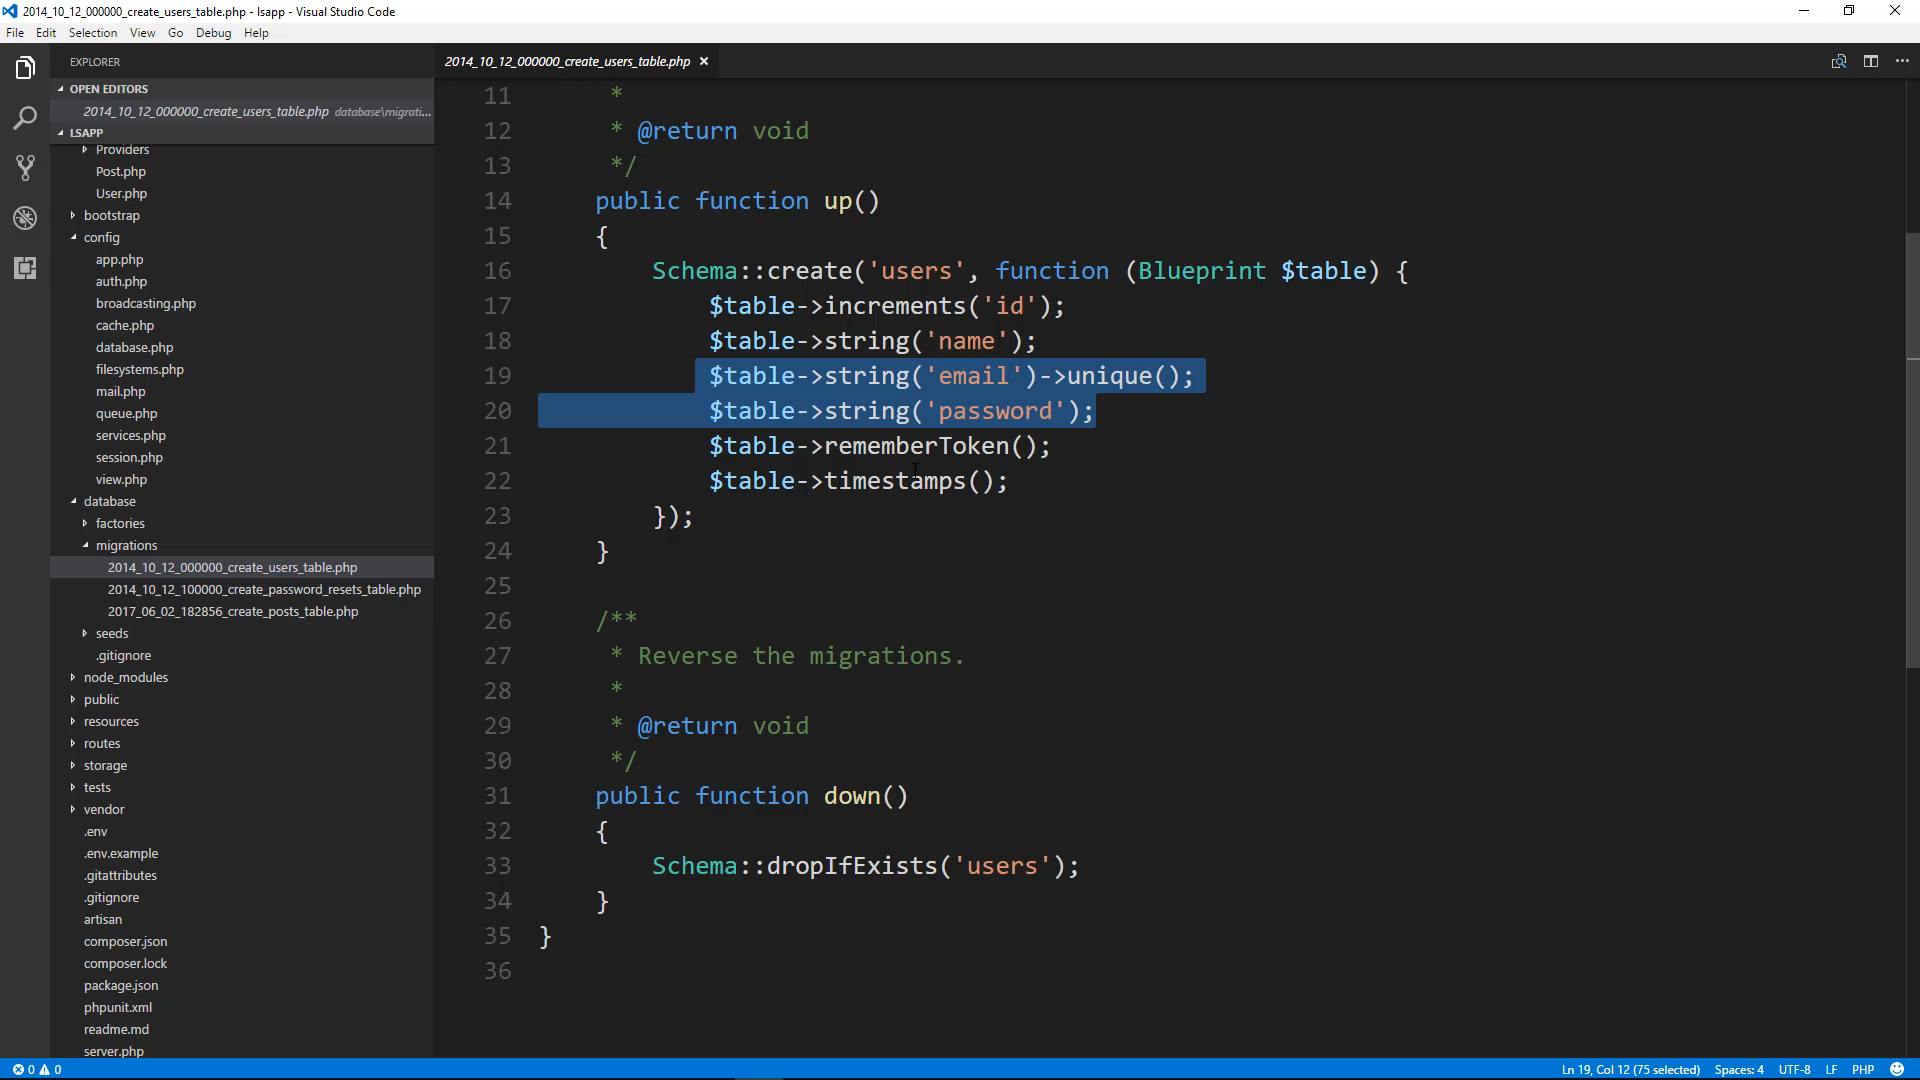 2014_10_12_000000_create_users_table.php - lsapp - Visual Studio Code
File Edit Selection View Go Debug Help
EXPLORER
OPEN EDITORS
2014_10_12_000000_create_users_table.php database\migrati...
LSAPP
Providers
Post.php
User.php
bootstrap
config
app.php
auth.php
broadcasting.php
cache.php
database.php
filesystems.php
mail.php
queue.php
services.php
session.php
view.php
database
factories
migrations
2014_10_12_000000_create_users_table.php
2014_10_12_100000_create_password_resets_table.php
2017_06_02_182856_create_posts_table.php
seeds
.gitignore
node_modules
public
resources
routes
storage
tests
vendor
.env
.env.example
.gitattributes
.gitignore
artisan
composer.json
composer.lock
package.json
phpunit.xml
readme.md
server.php
2014_10_12_000000_create_users_table.php ×
11 *
12 * @return void
13 */
14 public function up()
15 {
16 Schema::create('users', function (Blueprint $table) {
17 $table->increments('id');
18 $table->string('name');
19 $table->string('email')->unique();
20 $table->string('password');
21 $table->rememberToken();
22 $table->timestamps();
23 });
24 }
25
26 /**
27 * Reverse the migrations.
28 *
29 * @return void
30 */
31 public function down()
32 {
33 Schema::dropIfExists('users');
34 }
35 }
36
0 0 Ln 19, Col 12 (75 selected) Spaces: 4 UTF-8 LF PHP